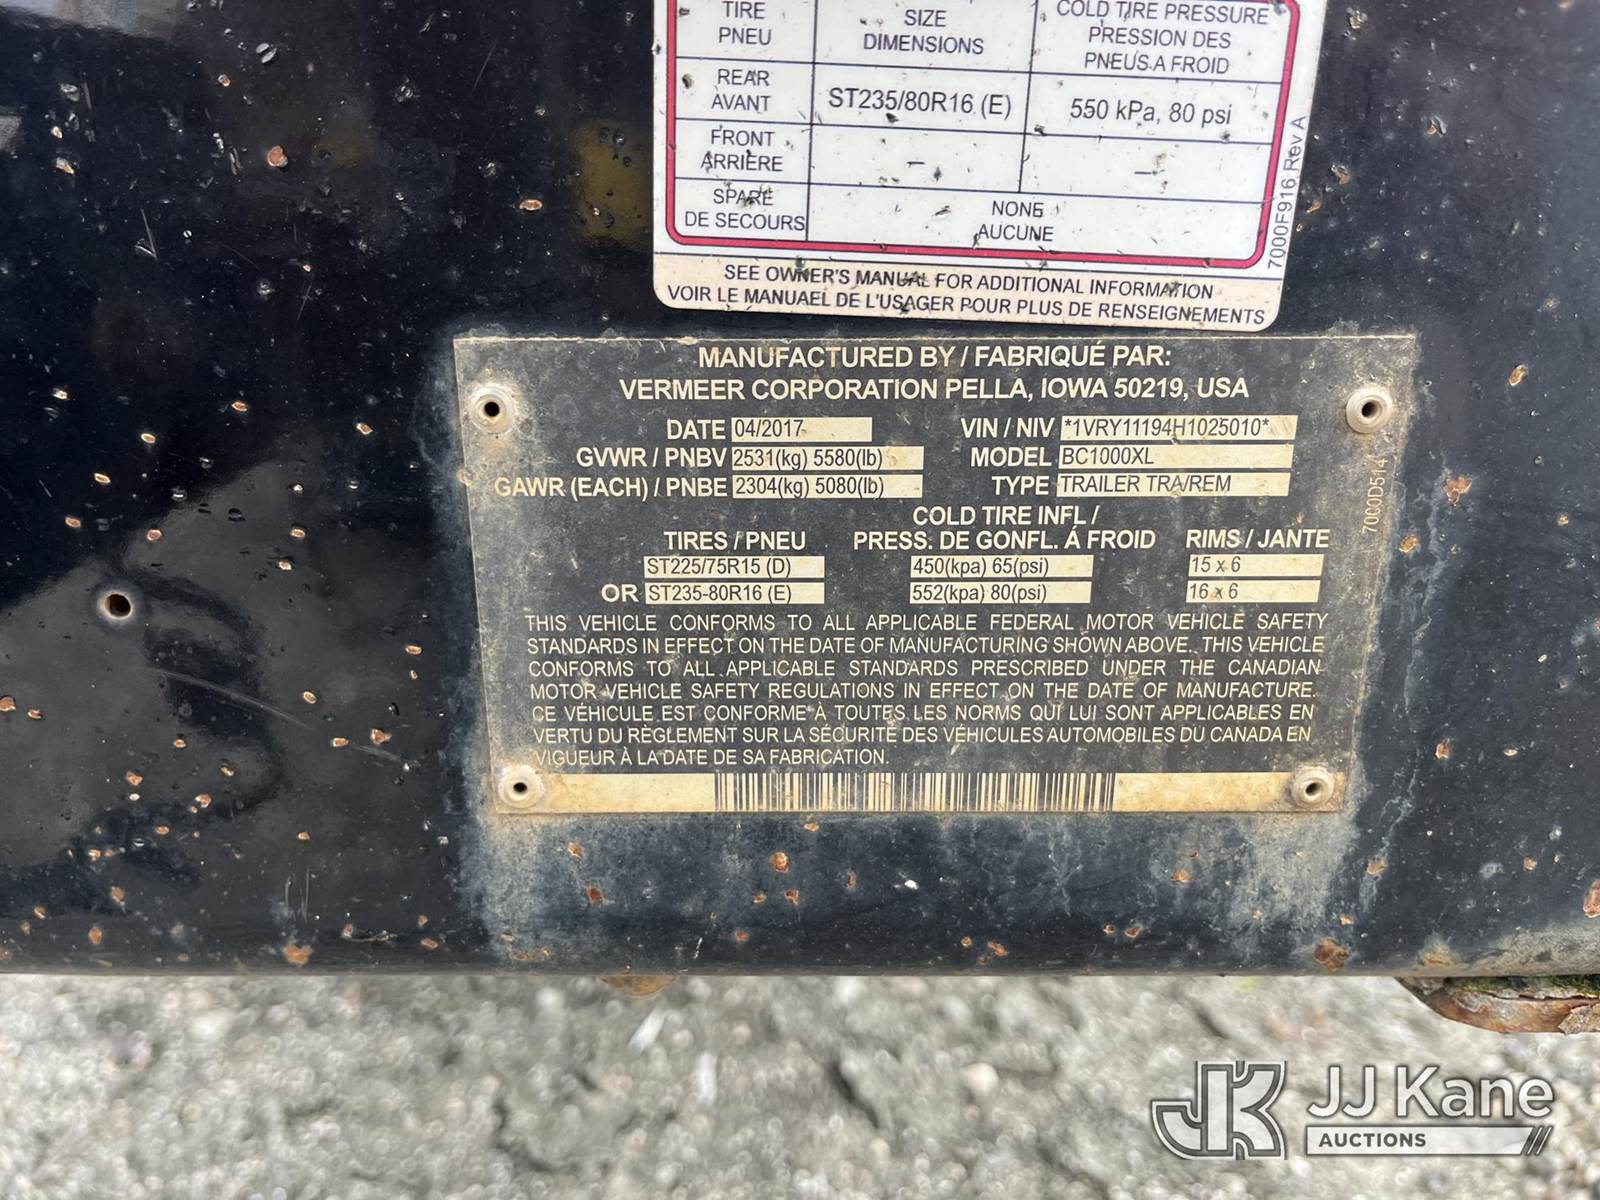 TIRE SIZE COLD TIRE PRESSURE
PNEU DIMENSIONS PRESSION DES
PNEUS A FROID
REAR
AVANT ST235/80R16 (E) 550 kPa, 80 psi
FRONT
ARRIERE – –
SPARE NONE
DE SECOURS AUCUNE
7000F916 Rev A
SEE OWNER'S MANUAL FOR ADDITIONAL INFORMATION
VOIR LE MANUAEL DE L'USAGER POUR PLUS DE RENSEIGNEMENTS
MANUFACTURED BY / FABRIQUÉ PAR:
VERMEER CORPORATION PELLA, IOWA 50219, USA
DATE 04/2017 VIN / NIV *1VRY11194H1025010*
GVWR / PNBV 2531(kg) 5580(lb) MODEL BC1000XL
GAWR (EACH) / PNBE 2304(kg) 5080(lb) TYPE TRAILER TRA/REM
COLD TIRE INFL /
TIRES / PNEU PRESS. DE GONFL. Á FROID RIMS / JANTE
ST225/75R15 (D) 450(kpa) 65(psi) 15 x 6
OR ST235-80R16 (E) 552(kpa) 80(psi) 16 x 6
THIS VEHICLE CONFORMS TO ALL APPLICABLE FEDERAL MOTOR VEHICLE SAFETY
STANDARDS IN EFFECT ON THE DATE OF MANUFACTURING SHOWN ABOVE. THIS VEHICLE
CONFORMS TO ALL APPLICABLE STANDARDS PRESCRIBED UNDER THE CANADIAN
MOTOR VEHICLE SAFETY REGULATIONS IN EFFECT ON THE DATE OF MANUFACTURE.
CE VÉHICULE EST CONFORME À TOUTES LES NORMS QUI LUI SONT APPLICABLES EN
VERTU DU RÈGLEMENT SUR LA SÉCURITÉ DES VÉHICULES AUTOMOBILES DU CANADA EN
VIGUEUR À LA DATE DE SA FABRICATION.
JK JJ Kane
AUCTIONS